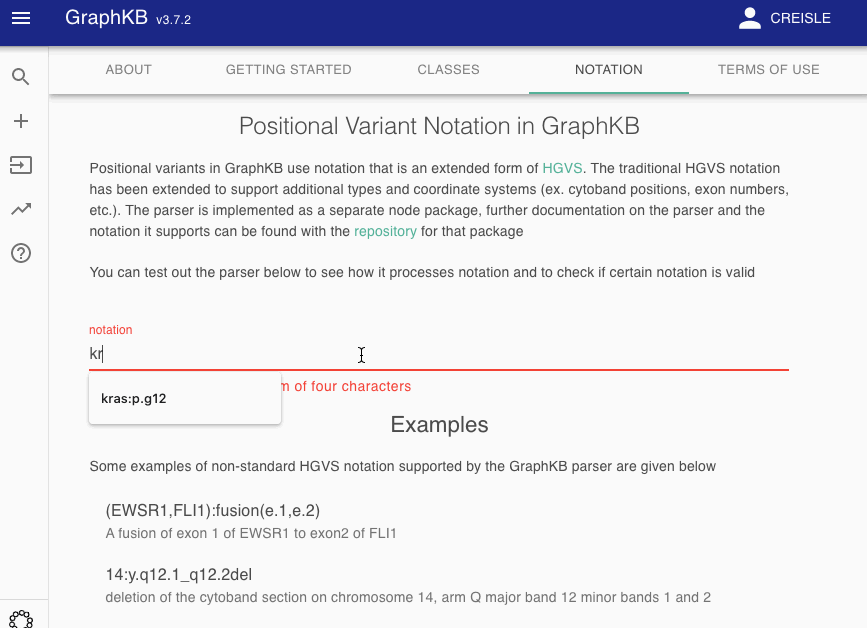 GraphKB v3.7.2
CREISLE
ABOUT GETTING STARTED CLASSES NOTATION TERMS OF USE
Positional Variant Notation in GraphKB
Positional variants in GraphKB use notation that is an extended form of HGVS. The traditional HGVS notation
has been extended to support additional types and coordinate systems (ex. cytoband positions, exon numbers,
etc.). The parser is implemented as a separate node package, further documentation on the parser and the
notation it supports can be found with the repository for that package
You can test out the parser below to see how it processes notation and to check if certain notation is valid
notation
kr
of four characters
kras:p.g12
Examples
Some examples of non-standard HGVS notation supported by the GraphKB parser are given below
(EWSR1,FLI1):fusion(e.1,e.2)
A fusion of exon 1 of EWSR1 to exon2 of FLI1
14:y.q12.1_q12.2del
deletion of the cytoband section on chromosome 14, arm Q major band 12 minor bands 1 and 2